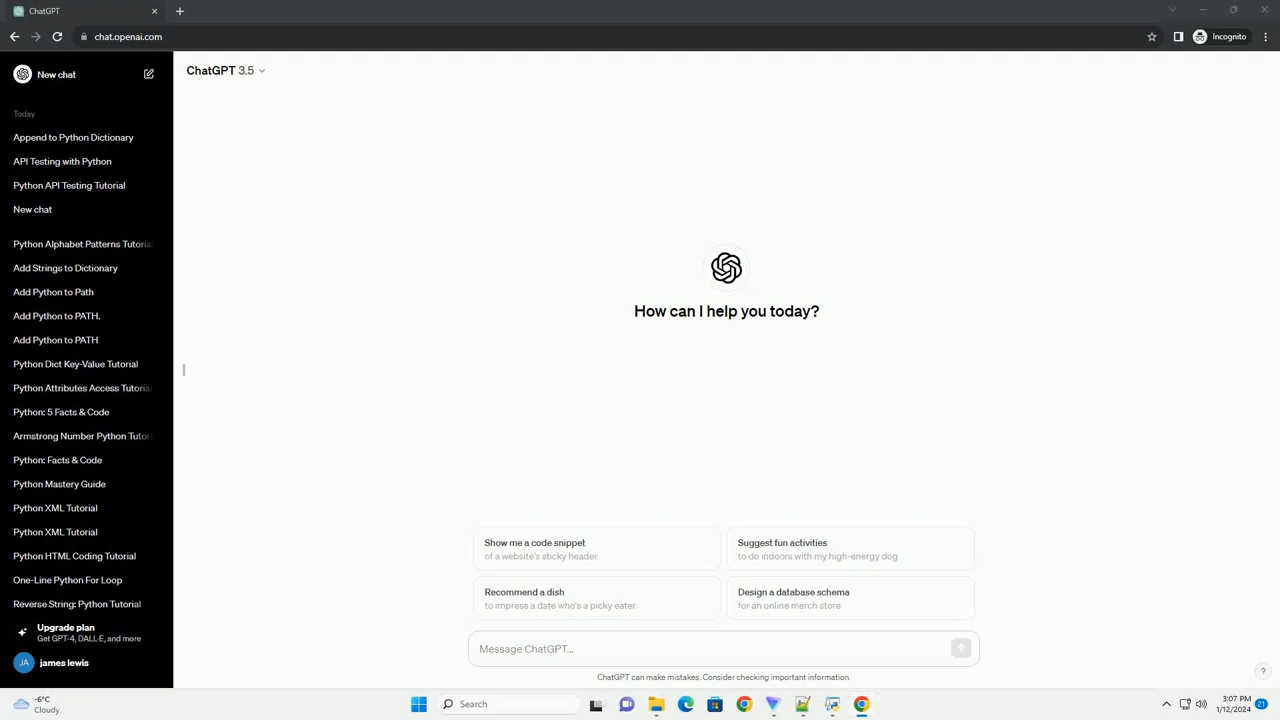 ChatGPT
chat.openai.com
Incognito
New chat
ChatGPT 3.5
Today
Append to Python Dictionary
API Testing with Python
Python API Testing Tutorial
New chat
Python Alphabet Patterns Tutoria
Add Strings to Dictionary
Add Python to Path
Add Python to PATH.
Add Python to PATH
Python Dict Key-Value Tutorial
Python Attributes Access Tutorial
Python: 5 Facts & Code
Armstrong Number Python Tutori
Python: Facts & Code
Python Mastery Guide
Python XML Tutorial
Python XML Tutorial
Python HTML Coding Tutorial
One-Line Python For Loop
Reverse String: Python Tutorial
Upgrade plan
Get GPT-4, DALL·E, and more
JA james lewis
How can I help you today?
Show me a code snippet
of a website's sticky header
Suggest fun activities
to do indoors with my high-energy dog
Recommend a dish
to impress a date who's a picky eater
Design a database schema
for an online merch store
Message ChatGPT...
ChatGPT can make mistakes. Consider checking important information.
?
-6°C
Cloudy
Search
3:07 PM
1/12/2024
21